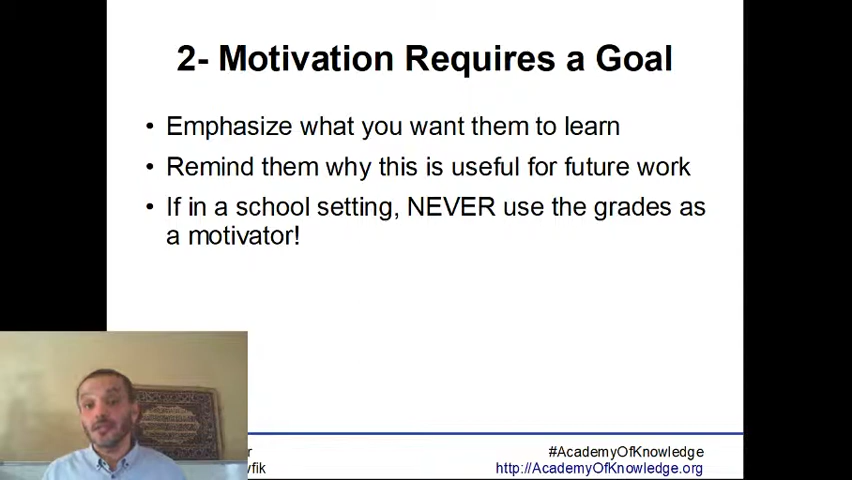 2- Motivation Requires a Goal
• Emphasize what you want them to learn
• Remind them why this is useful for future work
• If in a school setting, NEVER use the grades as
a motivator!
#AcademyOfKnowledge
http://AcademyOfKnowledge.org